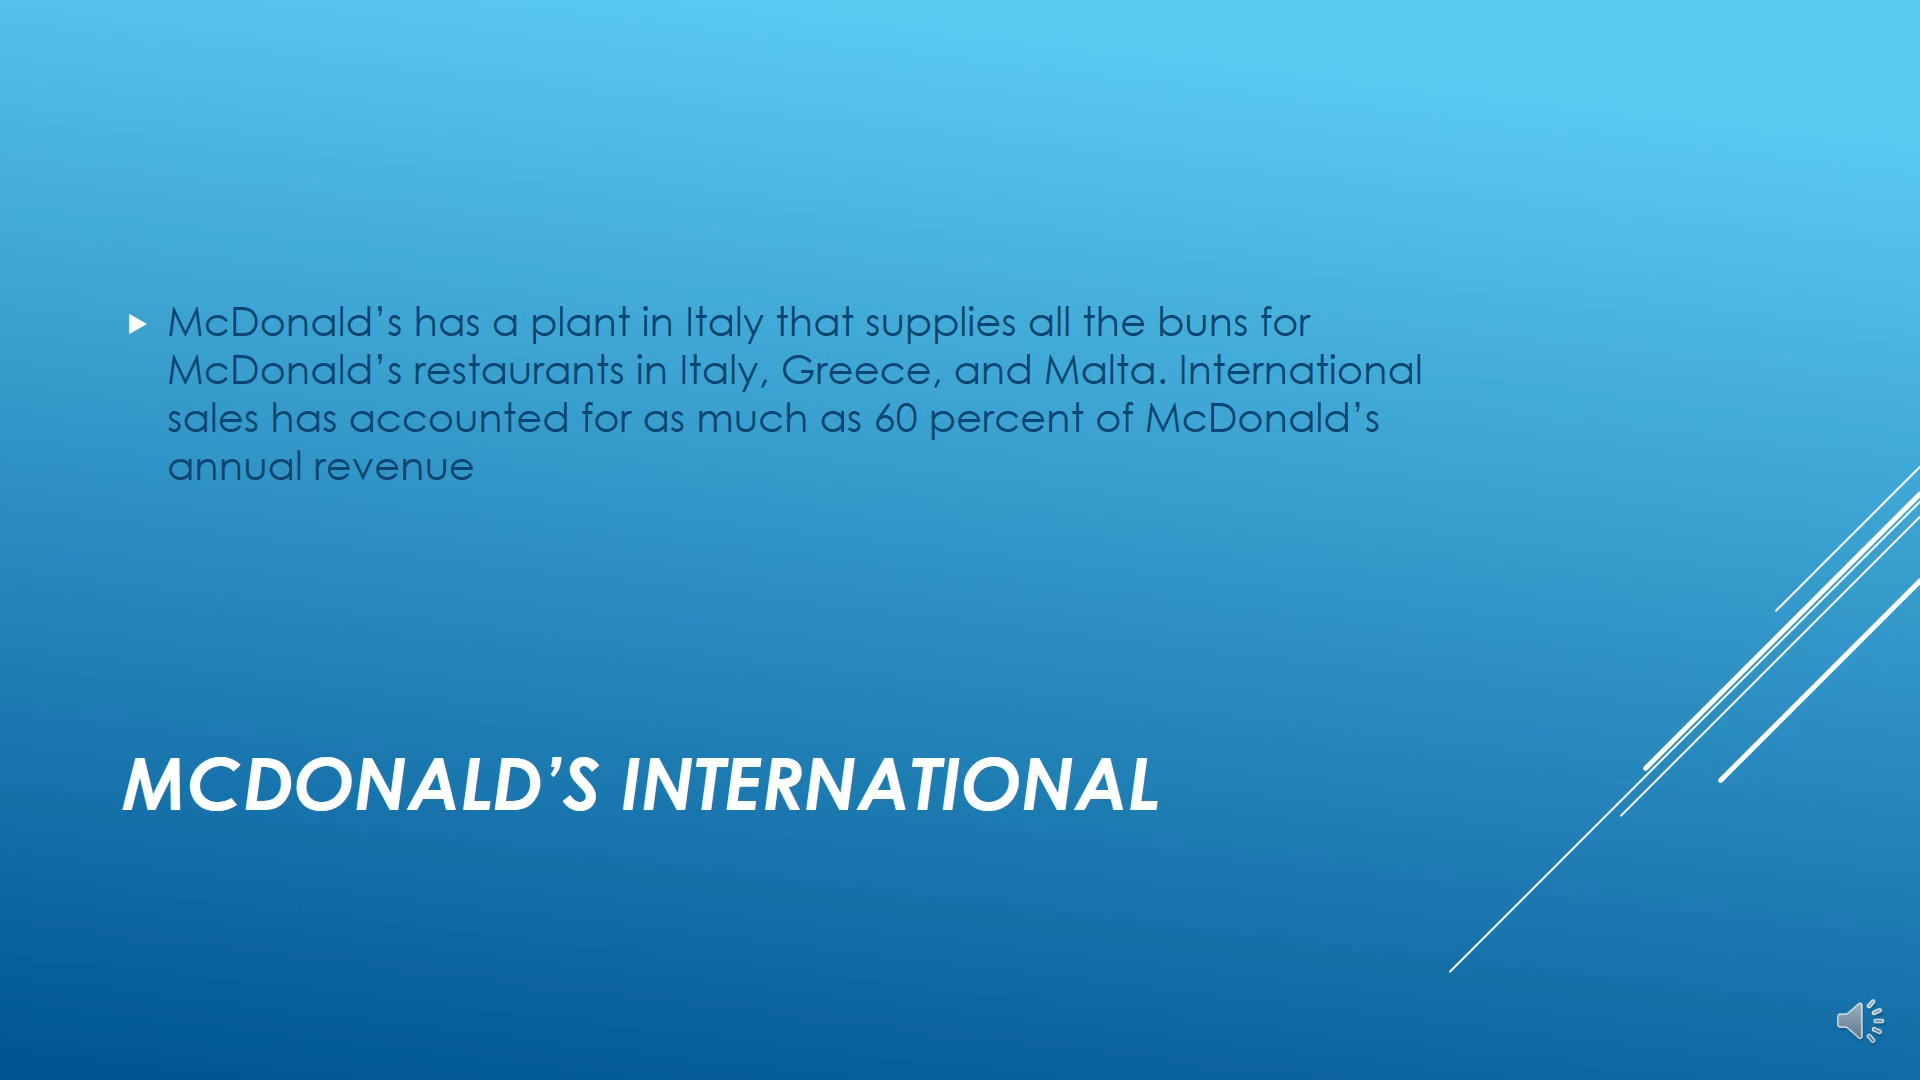 McDonald’s has a plant in Italy that supplies all the buns for
McDonald’s restaurants in Italy, Greece, and Malta. International
sales has accounted for as much as 60 percent of McDonald’s
annual revenue
MCDONALD’S INTERNATIONAL